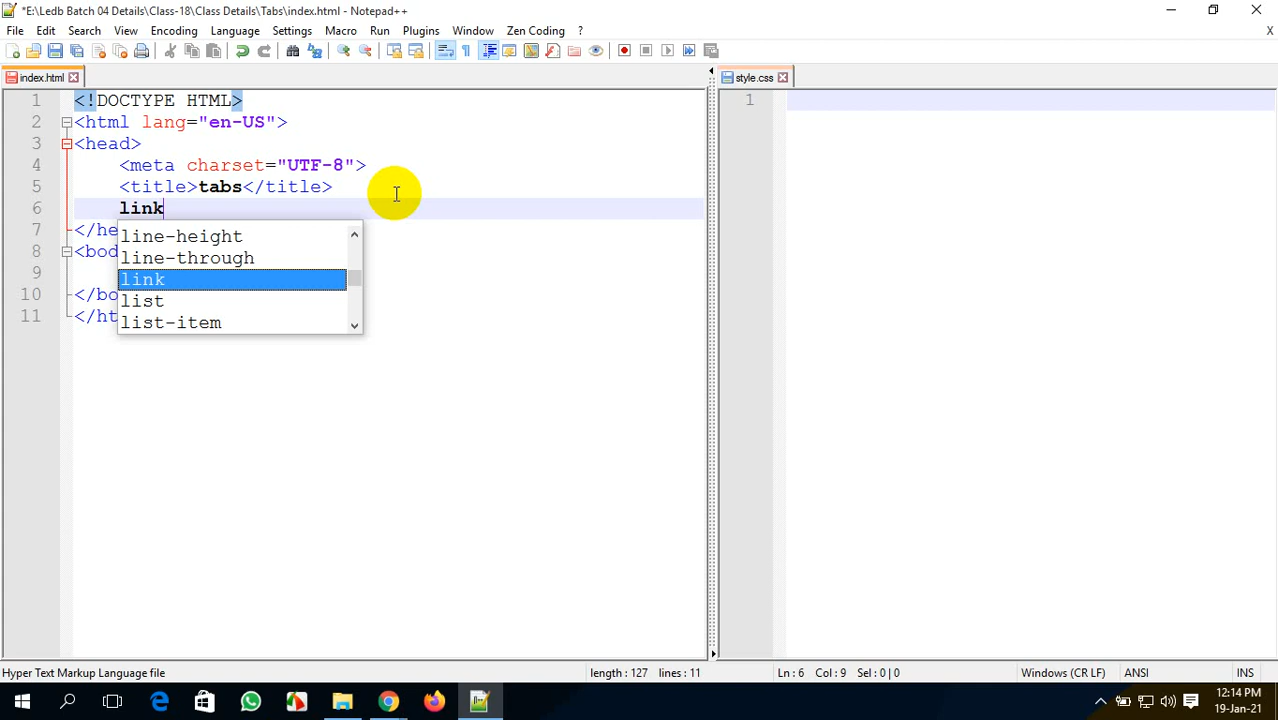 *E:\Ledb Batch 04 Details\Class-18\Class Details\Tabs\index.html - Notepad++
File Edit Search View Encoding Language Settings Macro Run Plugins Window Zen Coding ? X
index.html
style.css
1 <!DOCTYPE HTML>
2 <html lang="en-US">
3 <head>
4 <meta charset="UTF-8">
5 <title>tabs</title>
6 link
7 </he
8 <bod
9
10 </bo
11 </ht
line-height
line-through
link
list
list-item
1
Hyper Text Markup Language file length : 127 lines : 11 Ln : 6 Col : 9 Sel : 0 | 0 Windows (CR LF) ANSI INS
12:14 PM
19-Jan-21